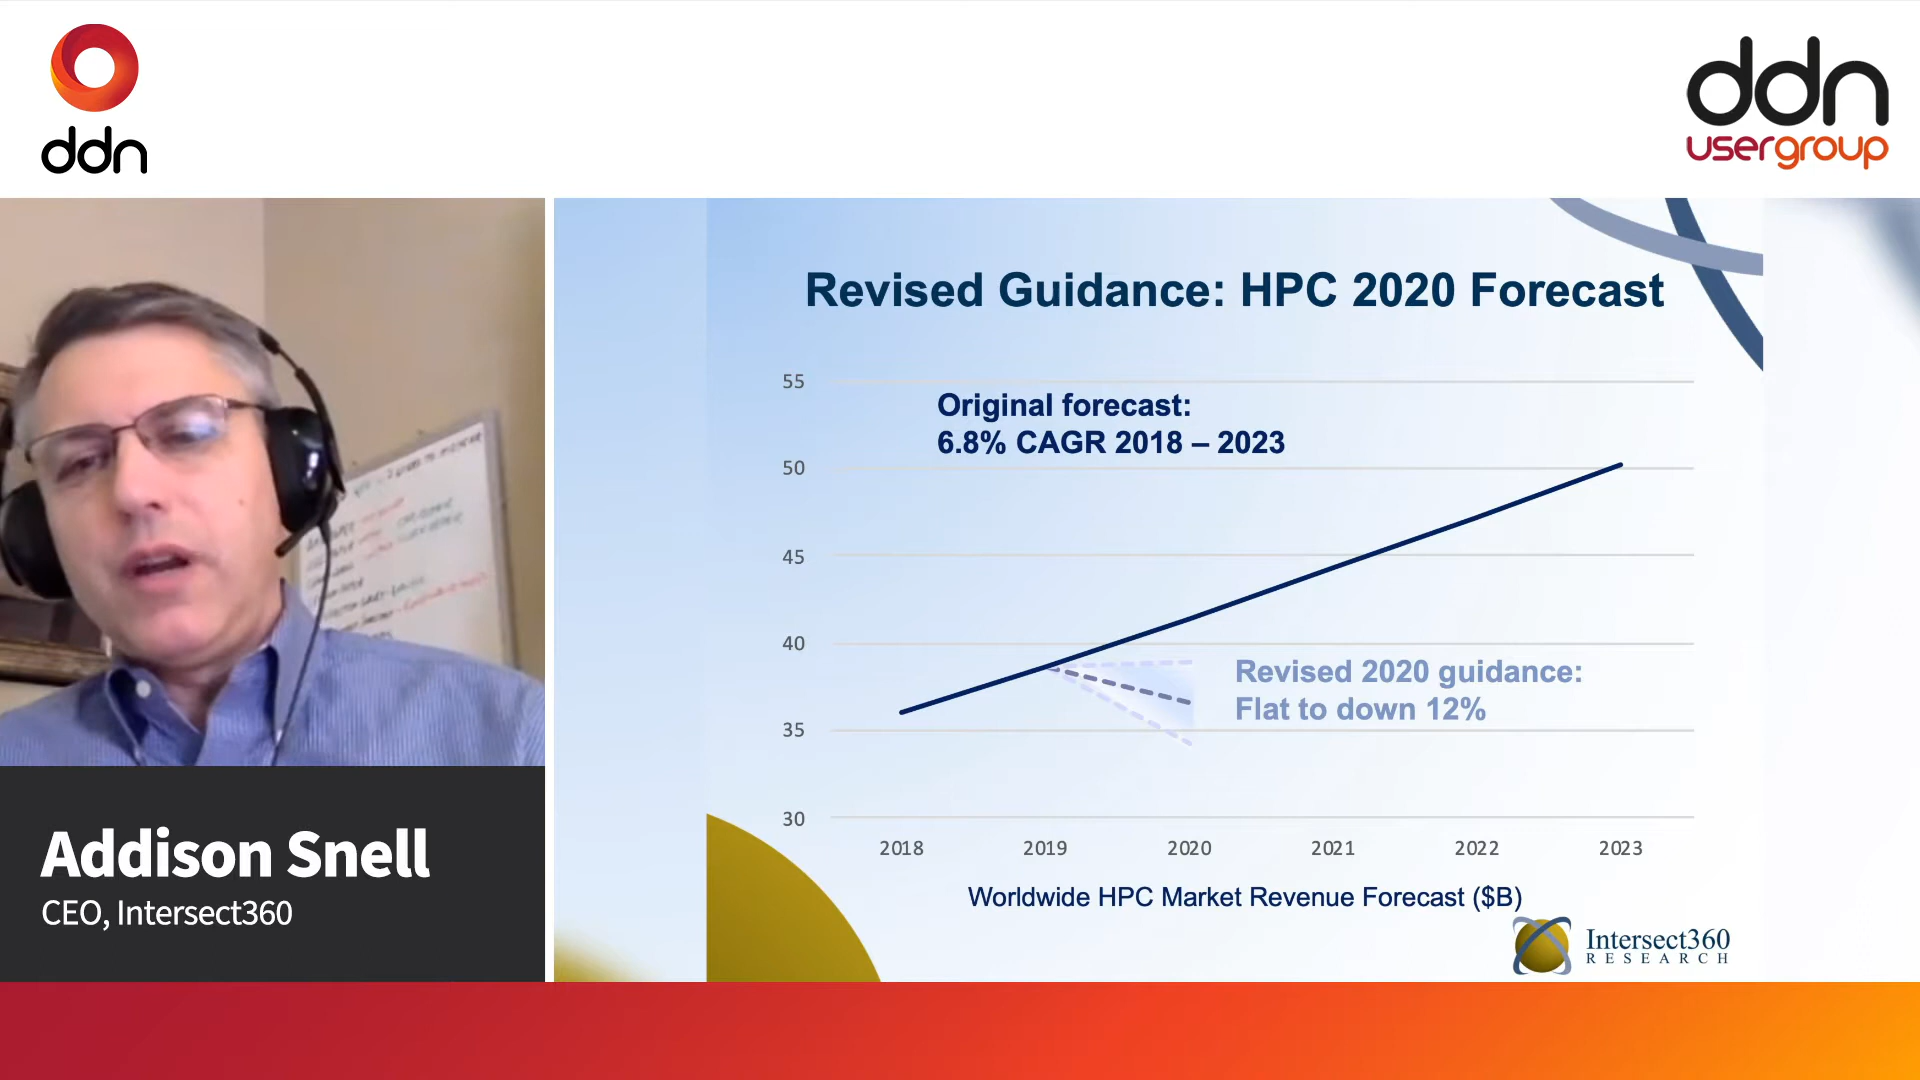 ddn
ddn
usergroup
Revised Guidance: HPC 2020 Forecast
55
50
45
40
35
30
Original forecast:
6.8% CAGR 2018 – 2023
Revised 2020 guidance:
Flat to down 12%
2018 2019 2020 2021 2022 2023
Worldwide HPC Market Revenue Forecast ($B)
Intersect360
RESEARCH
Addison Snell
CEO, Intersect360